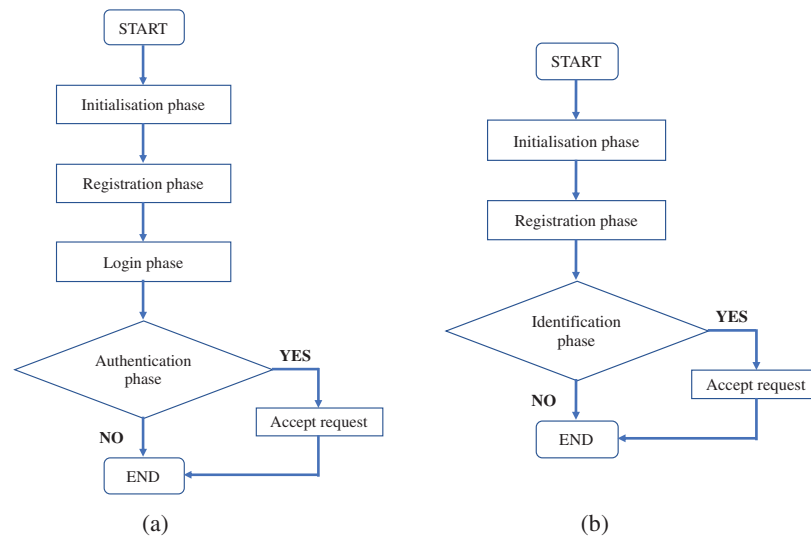 START
Initialisation phase
Registration phase
Login phase
Authentication
phase
YES
Accept request
NO
END
(a)
START
Initialisation phase
Registration phase
Identification
phase
YES
Accept request
NO
END
(b)